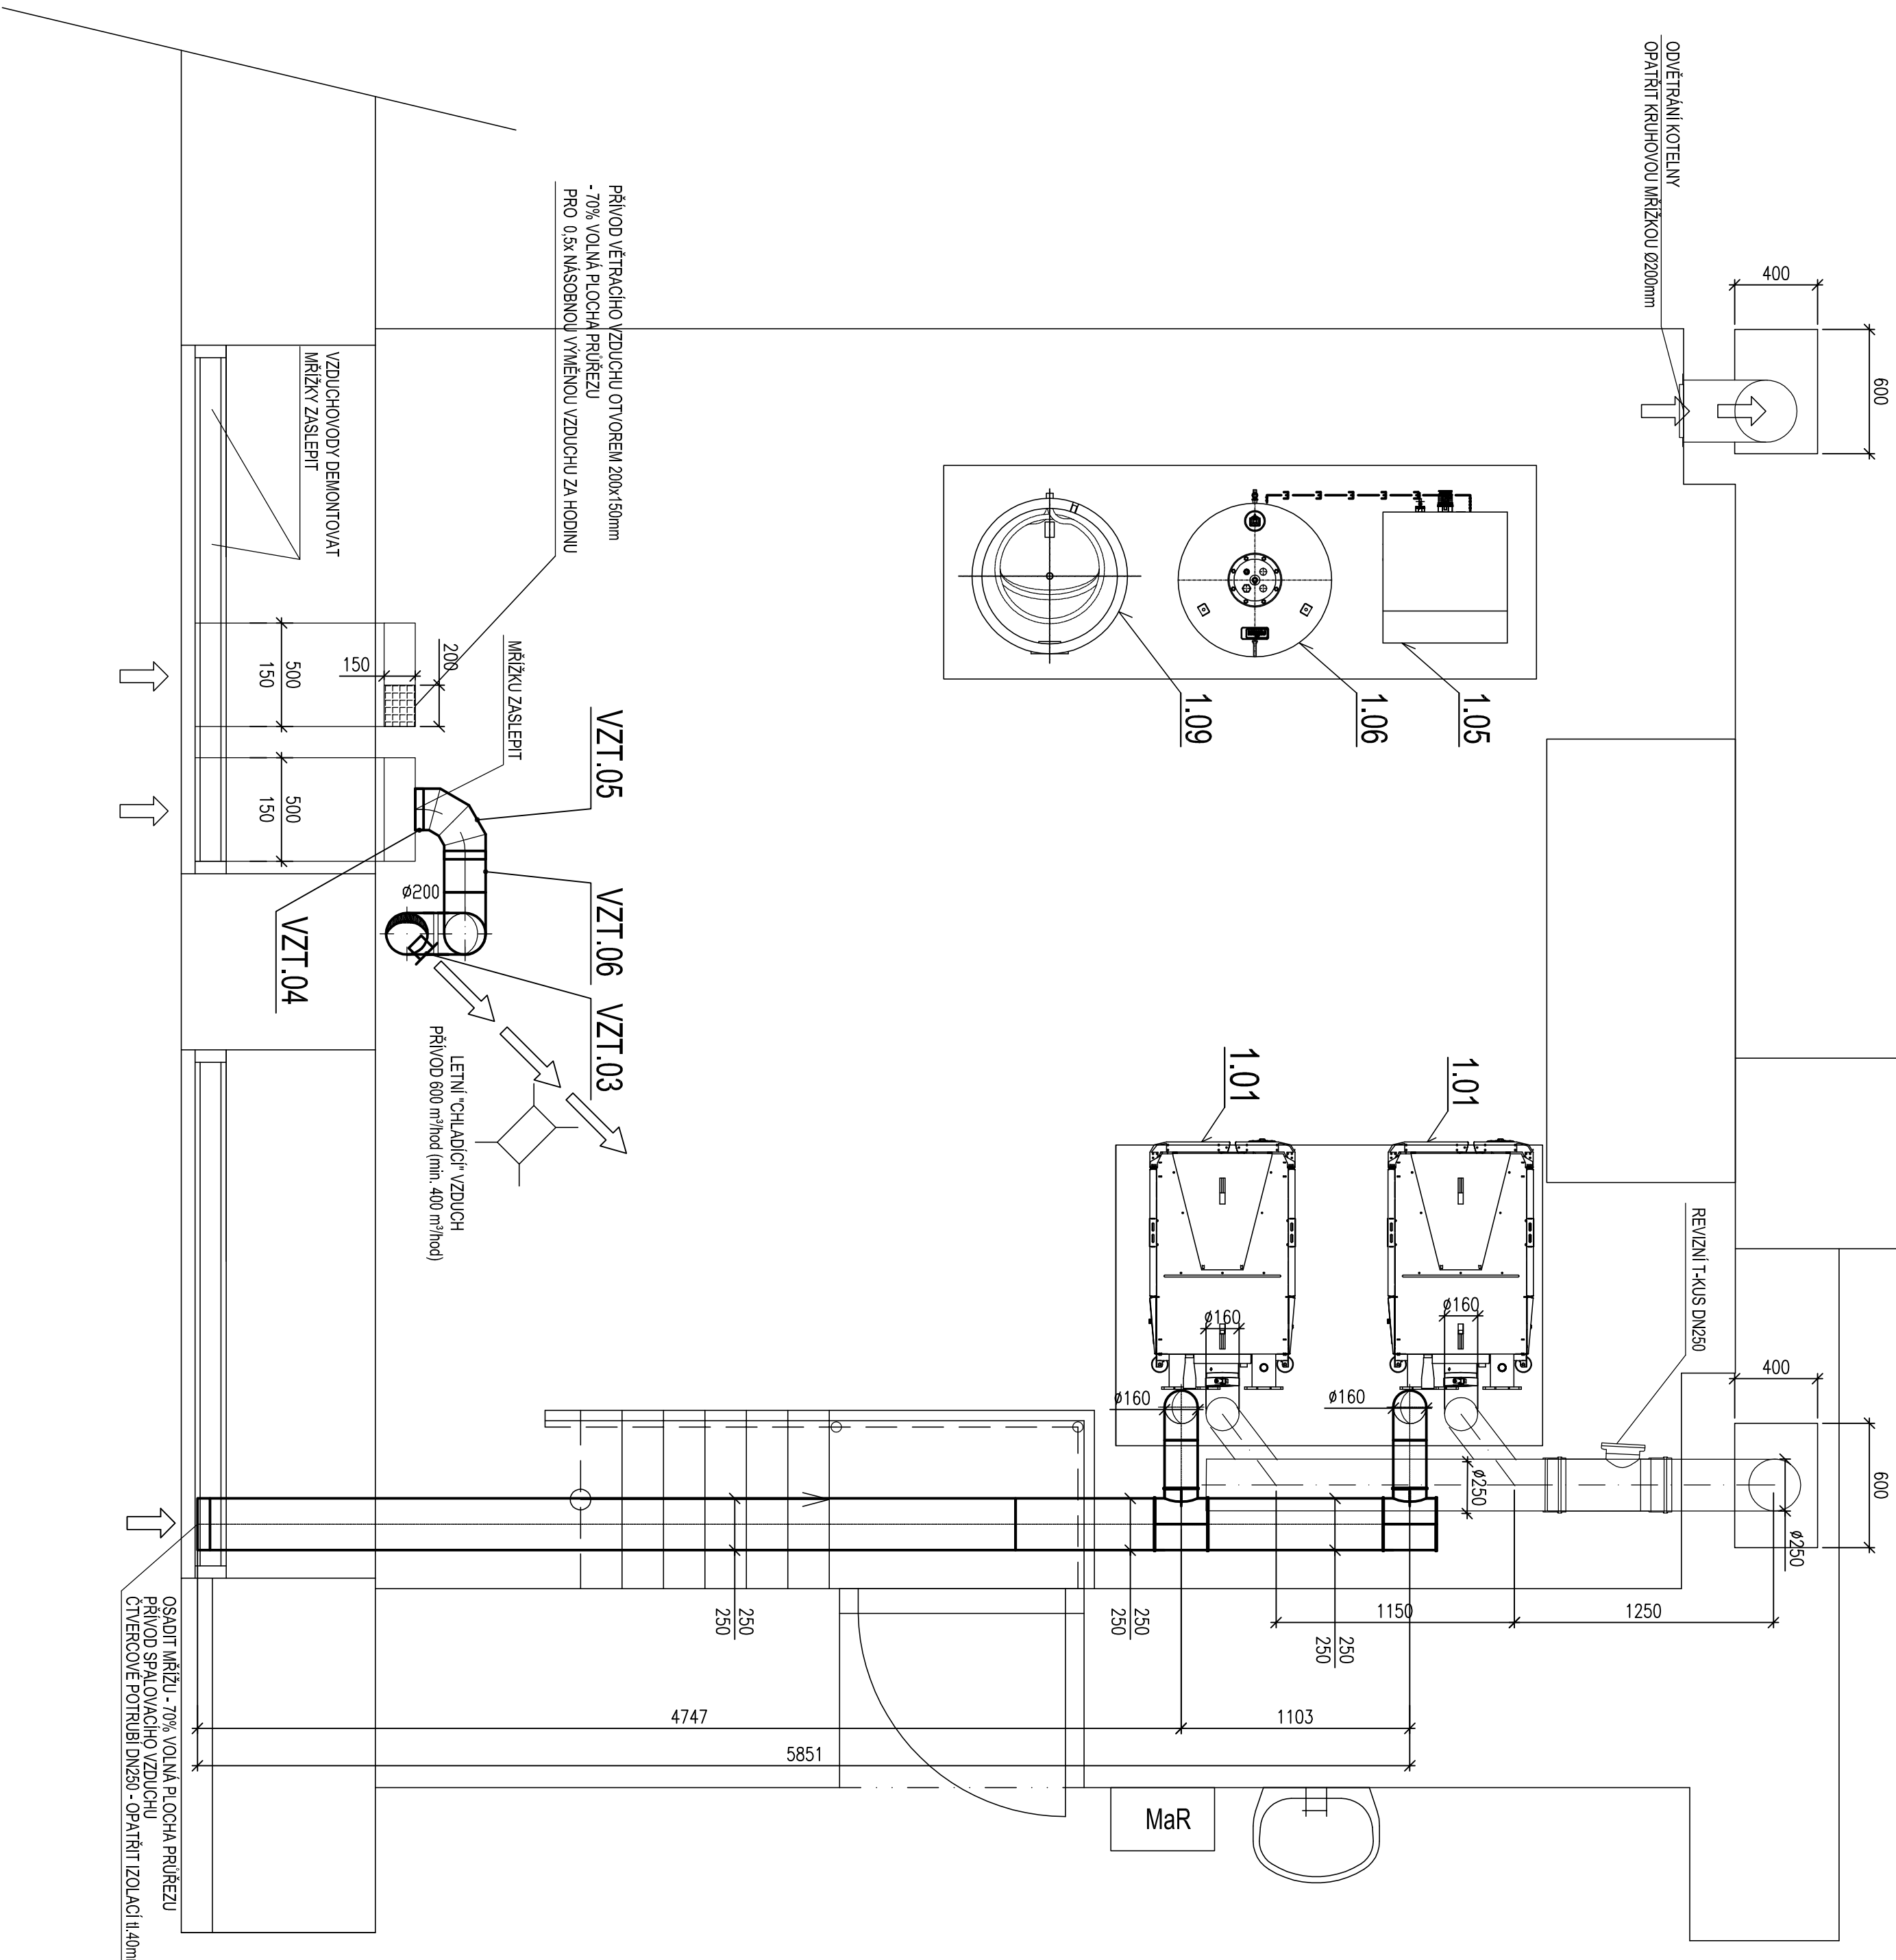 ODVĚTRÁNÍ KOTELNY
OPATŘIT KRUHOVOU MŘÍŽKOU Ø200mm
400
600
PŘÍVOD VĚTRACÍHO VZDUCHU OTVOREM 200x150mm
- 70% VOLNÁ PLOCHA PRŮŘEZU
PRO 0,5x NÁSOBNOU VÝMĚNOU VZDUCHU ZA HODINU
VZDUCHOVODY DEMONTOVAT
MŘÍŽKY ZASLEPIT
500
150
150
200
500
150
MŘÍŽKU ZASLEPIT
VZT.05
VZT.06
VZT.03
VZT.04
ø200
LETNÍ "CHLADÍCÍ" VZDUCH
PŘÍVOD 600 m³/hod (min. 400 m³/hod)
1.09
1.06
1.05
1.01
1.01
REVIZNÍ T-KUS DN250
400
600
ø160
ø160
ø160
ø160
ø250
ø250
250
250
250
250
250
250
1150
1250
4747
1103
5851
MaR
OSADIT MŘÍŽU - 70% VOLNÁ PLOCHA PRŮŘEZU
PŘÍVOD SPALOVACÍHO VZDUCHU
ČTVERCOVÉ POTRUBÍ DN250 - OPATŘIT IZOLACÍ tl.40m